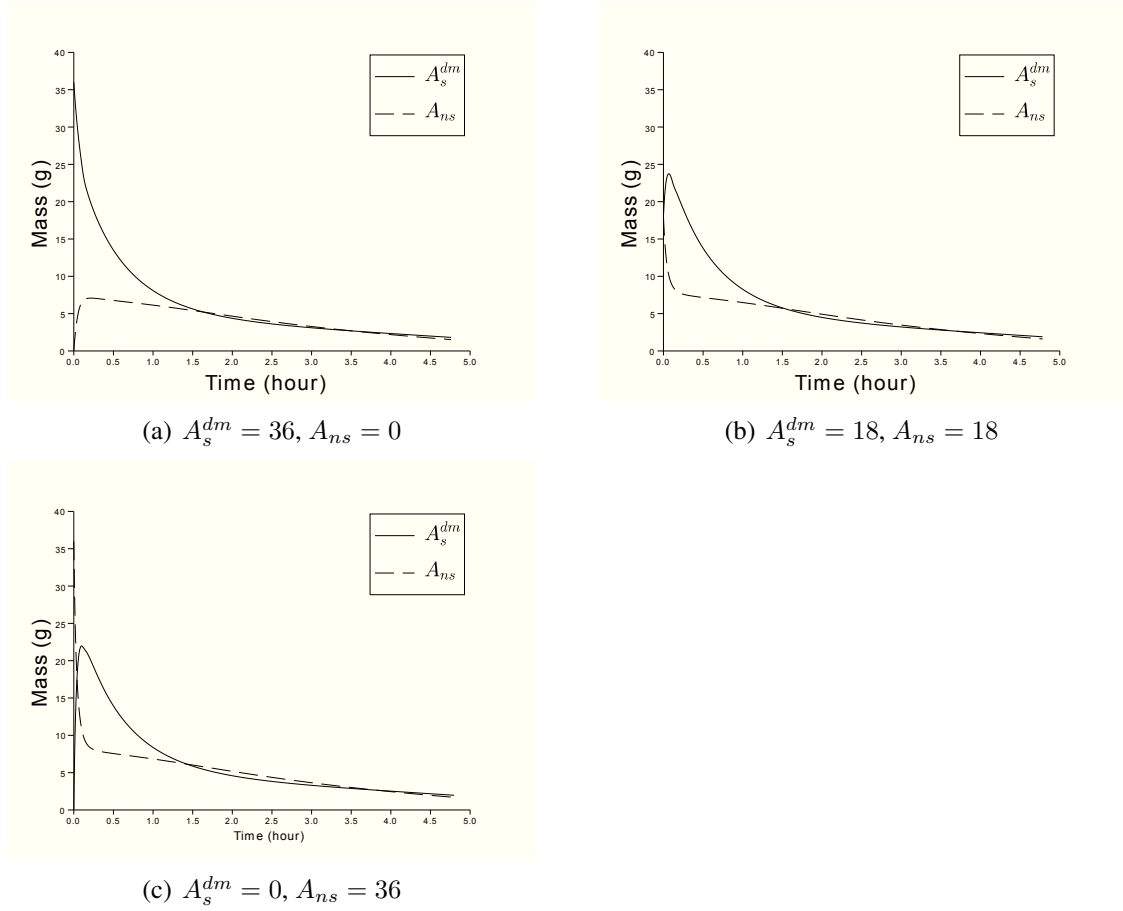 40
35
30
25
20
15
10
5
0
Mass (g)
0.0 0.5 1.0 1.5 2.0 2.5 3.0 3.5 4.0 4.5 5.0
Time (hour)
A_s^{dm}
A_{ns}
(a) A_s^{dm} = 36, A_{ns} = 0
40
35
30
25
20
15
10
5
0
Mass (g)
0.0 0.5 1.0 1.5 2.0 2.5 3.0 3.5 4.0 4.5 5.0
Time (hour)
A_s^{dm}
A_{ns}
(b) A_s^{dm} = 18, A_{ns} = 18
40
35
30
25
20
15
10
5
0
Mass (g)
0.0 0.5 1.0 1.5 2.0 2.5 3.0 3.5 4.0 4.5 5.0
Time (hour)
A_s^{dm}
A_{ns}
(c) A_s^{dm} = 0, A_{ns} = 36